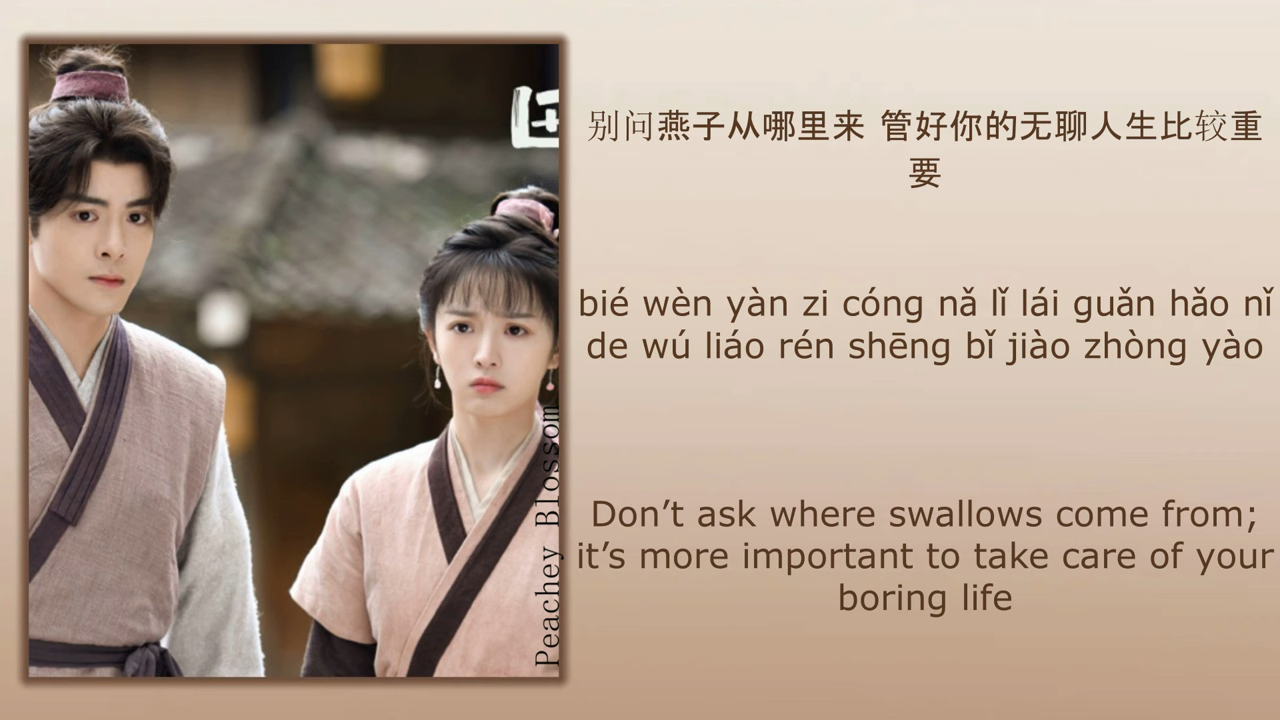 别问燕子从哪里来 管好你的无聊人生比较重
要
bié wèn yàn zi cóng nǎ lǐ lái guǎn hǎo nǐ
de wú liáo rén shēng bǐ jiào zhòng yào
Don’t ask where swallows come from;
it’s more important to take care of your
boring life
Peachey Blossom